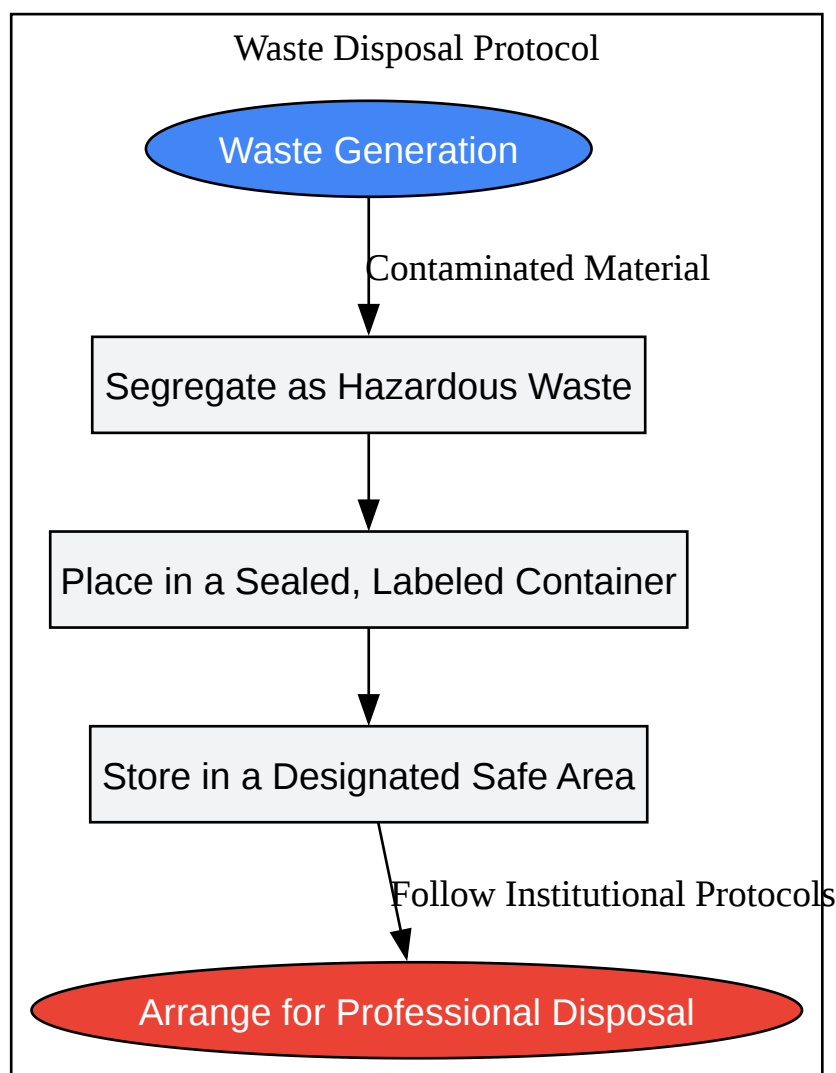 Waste Disposal Protocol
Waste Generation
Contaminated Material
Segregate as Hazardous Waste
Place in a Sealed, Labeled Container
Store in a Designated Safe Area
Follow Institutional Protocols
Arrange for Professional Disposal